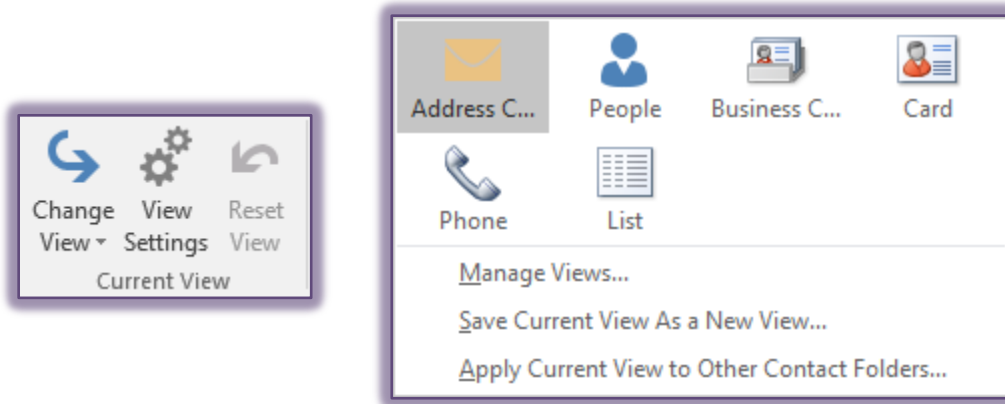 Change
View
View
Settings
Reset
View
Current View
Address C...
People
Business C...
Card
Phone
List
Manage Views...
Save Current View As a New View...
Apply Current View to Other Contact Folders...